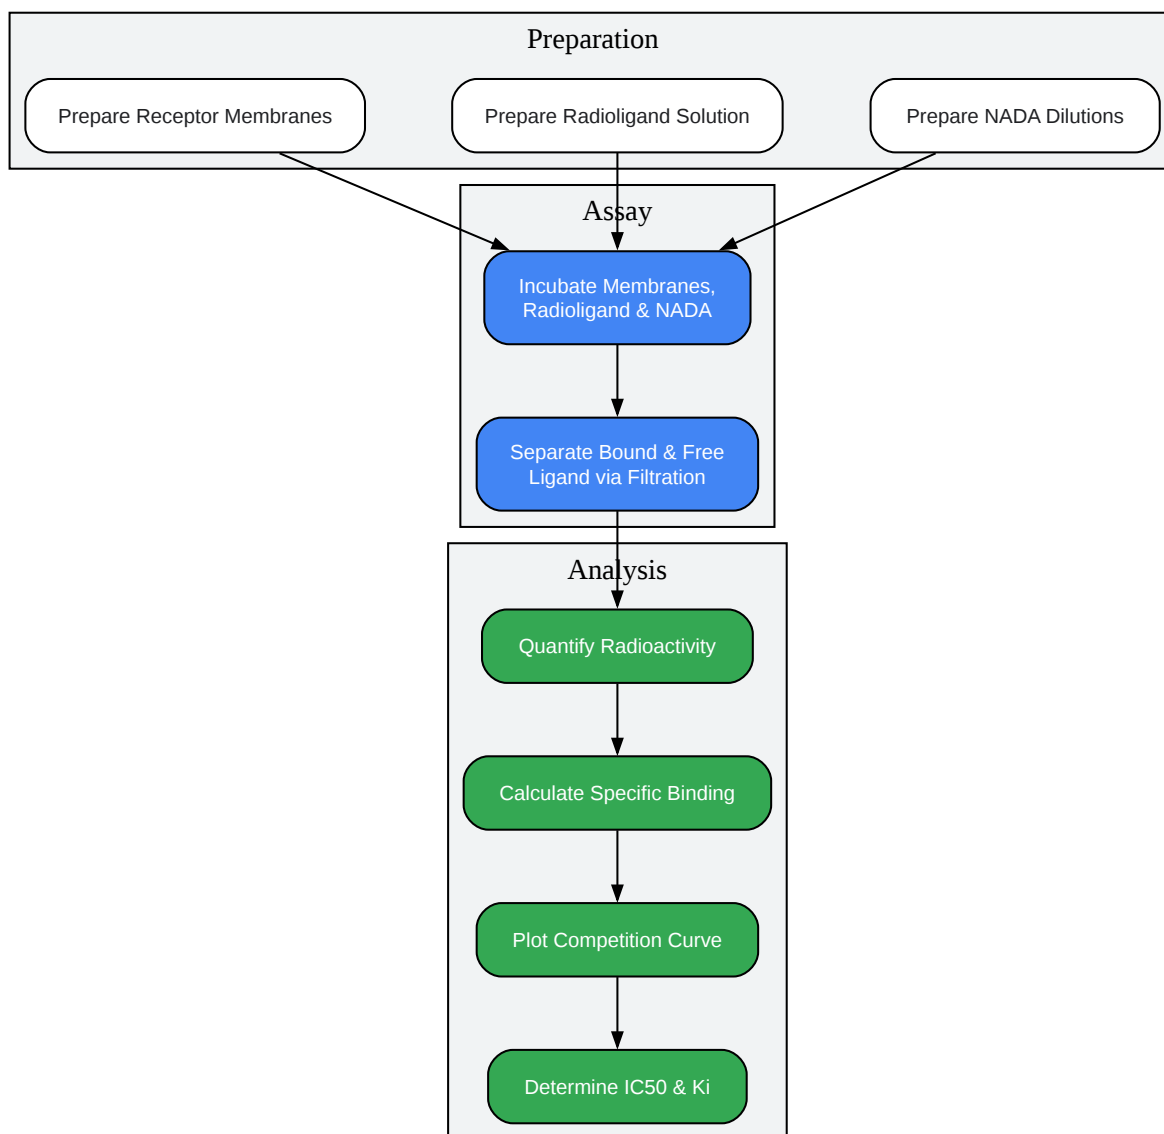 Preparation
Prepare Receptor Membranes
Prepare Radioligand Solution
Prepare NADA Dilutions
Assay
Incubate Membranes,
Radioligand & NADA
Separate Bound & Free
Ligand via Filtration
Analysis
Quantify Radioactivity
Calculate Specific Binding
Plot Competition Curve
Determine IC50 & Ki